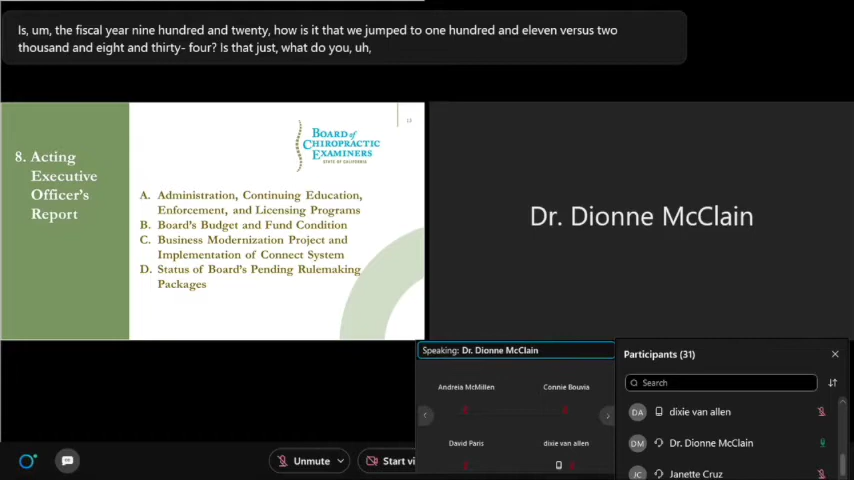 Is, um, the fiscal year nine hundred and twenty, how is it that we jumped to one hundred and eleven versus two
thousand and eight and thirty- four? Is that just, what do you, uh,
8. Acting
Executive
Officer's
Report
13
BOARD of
CHIROPRACTIC
EXAMINERS
STATE OF CALIFORNIA
A. Administration, Continuing Education,
Enforcement, and Licensing Programs
B. Board's Budget and Fund Condition
C. Business Modernization Project and
Implementation of Connect System
D. Status of Board's Pending Rulemaking
Packages
Dr. Dionne McClain
Speaking: Dr. Dionne McClain
Andreia McMillen
Connie Bouvia
David Paris
dixie van allen
Participants (31)
Search
DA
dixie van allen
DM
Dr. Dionne McClain
JC
Janette Cruz
Unmute
Start vi